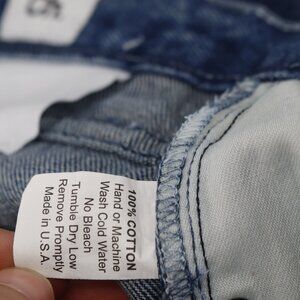 100% COTTON
Hand or Machine
Wash Cold Water
No Bleach
Tumble Dry Low
Remove Promptly
Made in U.S.A.